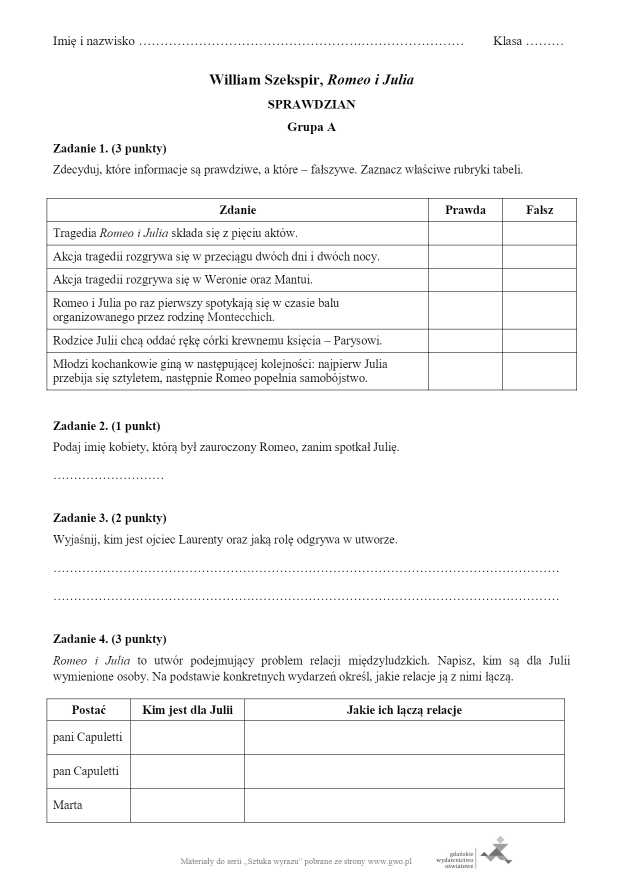 Imię i nazwisko ……………………………………………….…………………… Klasa ………
William Szekspir, Romeo i Julia
SPRAWDZIAN
Grupa A
Zadanie 1. (3 punkty)
Zdecyduj, które informacje są prawdziwe, a które – fałszywe. Zaznacz właściwe rubryki tabeli.
Zdanie Prawda Fałsz
Tragedia Romeo i Julia składa się z pięciu aktów.
Akcja tragedii rozgrywa się w przeciągu dwóch dni i dwóch nocy.
Akcja tragedii rozgrywa się w Weronie oraz Mantui.
Romeo i Julia po raz pierwszy spotykają się w czasie balu
organizowanego przez rodzinę Montecchich.
Rodzice Julii chcą oddać rękę córki krewnemu księcia – Parysowi.
Młodzi kochankowie giną w następującej kolejności: najpierw Julia
przebija się sztyletem, następnie Romeo popełnia samobójstwo.
Zadanie 2. (1 punkt)
Podaj imię kobiety, którą był zauroczony Romeo, zanim spotkał Julię.
………………………
Zadanie 3. (2 punkty)
Wyjaśnij, kim jest ojciec Laurenty oraz jaką rolę odgrywa w utworze.
………………………………………………………………………………………………………………
………………………………………………………………………………………………………………
Zadanie 4. (3 punkty)
Romeo i Julia to utwór podejmujący problem relacji międzyludzkich. Napisz, kim są dla Julii
wymienione osoby. Na podstawie konkretnych wydarzeń określ, jakie relacje ją z nimi łączą.
Postać Kim jest dla Julii Jakie ich łączą relacje
pani Capuletti
pan Capuletti
Marta
Materiały do serii „Sztuka wyrazu” pobrane ze strony www.gwo.pl
gdańskie
wydawnictwo
oświatowe